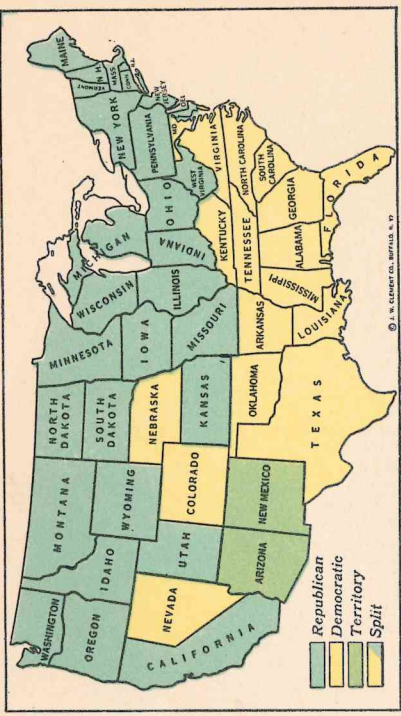 WASHINGTON
OREGON
CALIFORNIA
NEVADA
IDAHO
MONTANA
WYOMING
UTAH
COLORADO
ARIZONA
NEW MEXICO
NORTH
DAKOTA
SOUTH
DAKOTA
NEBRASKA
KANSAS
OKLAHOMA
TEXAS
MINNESOTA
IOWA
MISSOURI
ARKANSAS
LOUISIANA
WISCONSIN
ILLINOIS
MICHIGAN
INDIANA
OHIO
KENTUCKY
TENNESSEE
MISSISSIPPI
ALABAMA
GEORGIA
FLORIDA
SOUTH
CAROLINA
NORTH CAROLINA
VIRGINIA
WEST
VIRGINIA
PENNSYLVANIA
NEW YORK
VERMONT
N H
MAINE
MASS
CONN
R.I.
NEW
JERSEY
DEL
MD
Republican
Democratic
Territory
Split
© J. W. CLEMENT CO., BUFFALO, N. Y.